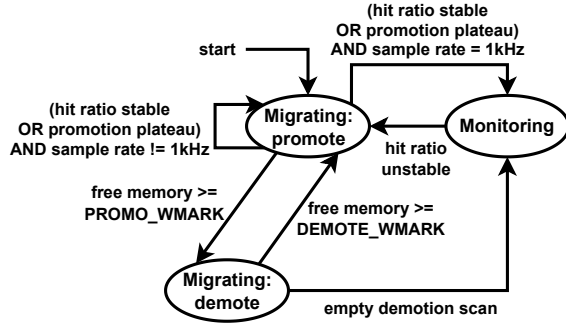 (hit ratio stable
OR promotion plateau)
AND sample rate = 1kHz
start
(hit ratio stable
OR promotion plateau)
AND sample rate != 1kHz
Migrating:
promote
Monitoring
hit ratio
unstable
free memory >=
PROMO_WMARK
free memory >=
DEMOTE_WMARK
Migrating:
demote
empty demotion scan